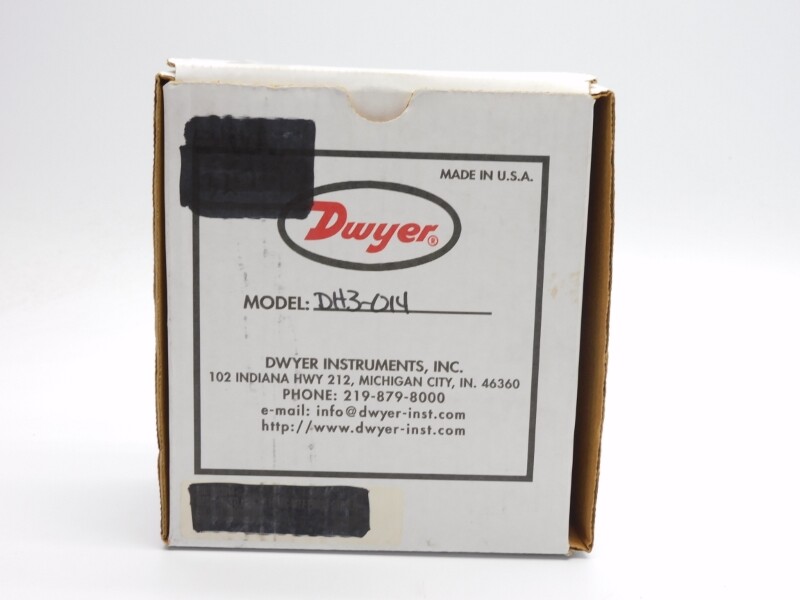 MADE IN U.S.A.
Dwyer®
MODEL: DH3-014
DWYER INSTRUMENTS, INC.
102 INDIANA HWY 212, MICHIGAN CITY, IN. 46360
PHONE: 219-879-8000
e-mail: info@dwyer-inst.com
http://www.dwyer-inst.com